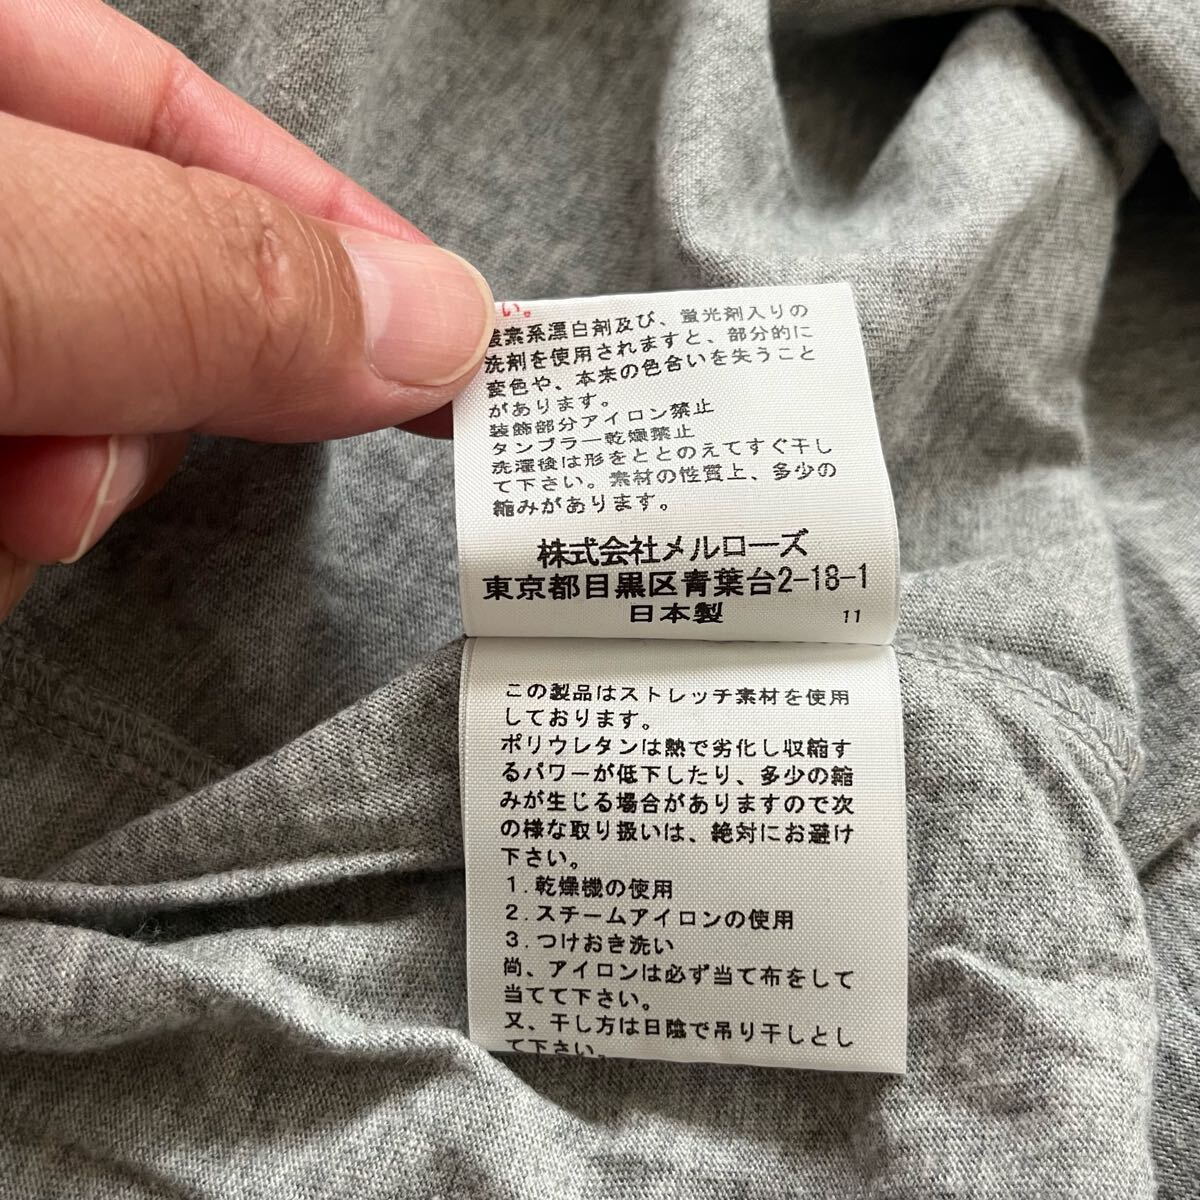 い。
酸素系漂白剤及び、蛍光剤入りの
洗剤を使用されますと、部分的に
変色や、本来の色合いを失うこと
があります。
装飾部分アイロン禁止
タンブラー乾燥禁止
洗濯後は形をととのえてすぐ干し
て下さい。素材の性質上、多少の
縮みがあります。
株式会社メルローズ
東京都目黒区青葉台2-18-1
日本製 11
この製品はストレッチ素材を使用
しております。
ポリウレタンは熱で劣化し収縮す
るパワーが低下したり、多少の縮
みが生じる場合がありますので次
の様な取り扱いは、絶対にお避け
下さい。
1.乾燥機の使用
2.スチームアイロンの使用
3.つけおき洗い
尚、アイロンは必ず当て布をして
当てて下さい。
又、干し方は日陰で吊り干しとし
て下さい。